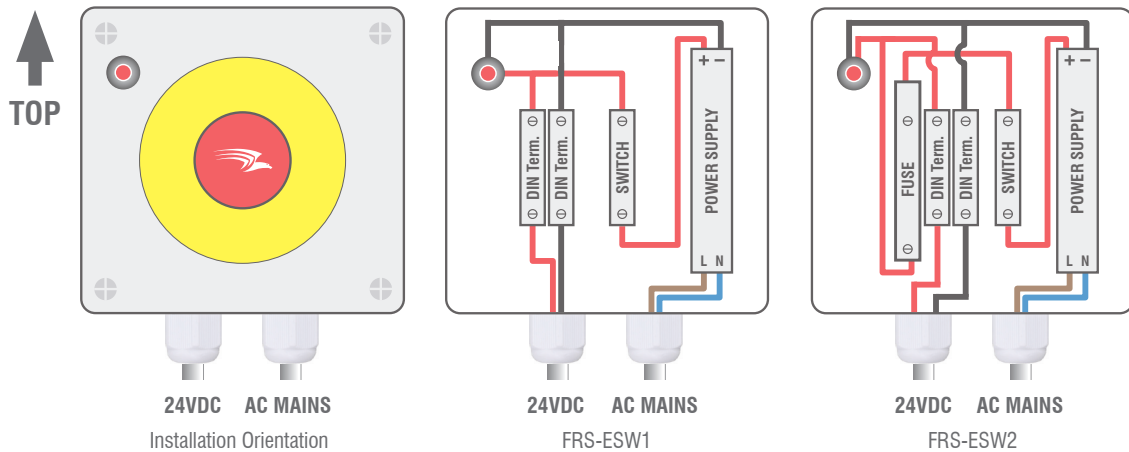 TOP
24VDC AC MAINS
Installation Orientation
+ −
DIN Term.
DIN Term.
SWITCH
POWER SUPPLY
L N
24VDC AC MAINS
FRS-ESW1
+ −
FUSE
DIN Term.
DIN Term.
SWITCH
POWER SUPPLY
L N
24VDC AC MAINS
FRS-ESW2